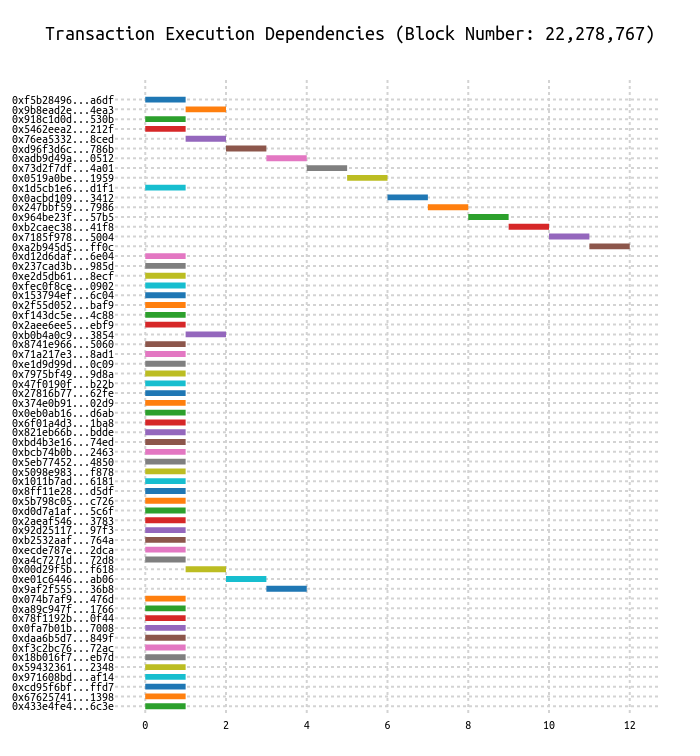 Transaction Execution Dependencies (Block Number: 22,278,767)
0xf5b28496...a6df
0x9b8ead2e...4ea3
0x918c1d0d...530b
0x5462eea2...212f
0x76ea5332...8ced
0xd96f3d6c...786b
0xadb9d49a...0512
0x73d2f7df...4a01
0x0519a0be...1959
0x1d5cb1e6...d1f1
0x0acbd109...3412
0x247bbf59...7986
0x964be23f...57b5
0xb2caec38...41f8
0x7185f978...5004
0xa2b945d5...ff0c
0xd12d6daf...6e04
0x237cad3b...985d
0xe2d5db61...8ecf
0xfec0f8ce...0902
0x153794ef...6c04
0x2f55d052...baf9
0xf143dc5e...4c88
0x2aee6ee5...ebf9
0xb0b4a0c9...3854
0x8741e966...5060
0x71a217e3...8ad1
0xe1d9d99d...0c09
0x7975bf49...9d8a
0x47f0190f...b22b
0x27816b77...62fe
0x374e0b91...02d9
0x0eb0ab16...d6ab
0x6f01a4d3...1ba8
0x821eb66b...bdde
0xbd4b3e16...74ed
0xbcb74b0b...2463
0x5eb77452...4850
0x5098e983...f878
0x1011b7ad...6181
0x8ff11e28...d5df
0x5b798c05...c726
0xd0d7a1af...5c6f
0x2aeaf546...3783
0x92d25117...97f3
0xb2532aaf...764a
0xecde787e...2dca
0xa4c7271d...72d8
0x00d29f5b...f618
0xe01c6446...ab06
0x9af2f555...36b8
0x074b7af9...476d
0xa89c947f...1766
0x78f1192b...0f44
0x0fa7b01b...7008
0xdaa6b5d7...849f
0xf3c2bc76...72ac
0x18b016f7...eb7d
0x59432361...2348
0x971608bd...af14
0xcd95f6bf...ffd7
0x67625741...1398
0x433e4fe4...6c3e
0 2 4 6 8 10 12